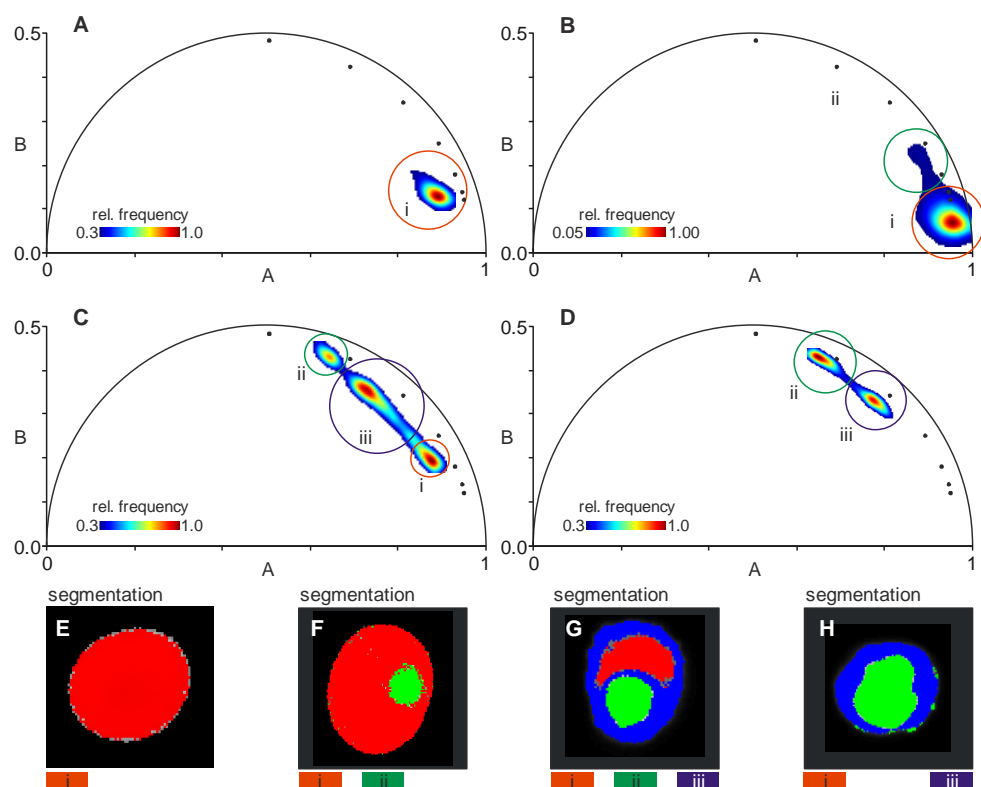 A
B
0.5
0.5
ii
B
B
i
i
rel. frequency
rel. frequency
0.3
1.0
0.05
1.00
0.0
0.0
0
A
1
0
A
1
C
D
0.5
0.5
ii
ii
iii
iii
B
B
i
rel. frequency
rel. frequency
0.3
1.0
0.3
1.0
0.0
0.0
0
A
1
0
A
1
segmentation
segmentation
segmentation
segmentation
E
F
G
H
i
i
ii
i
ii
iii
i
iii